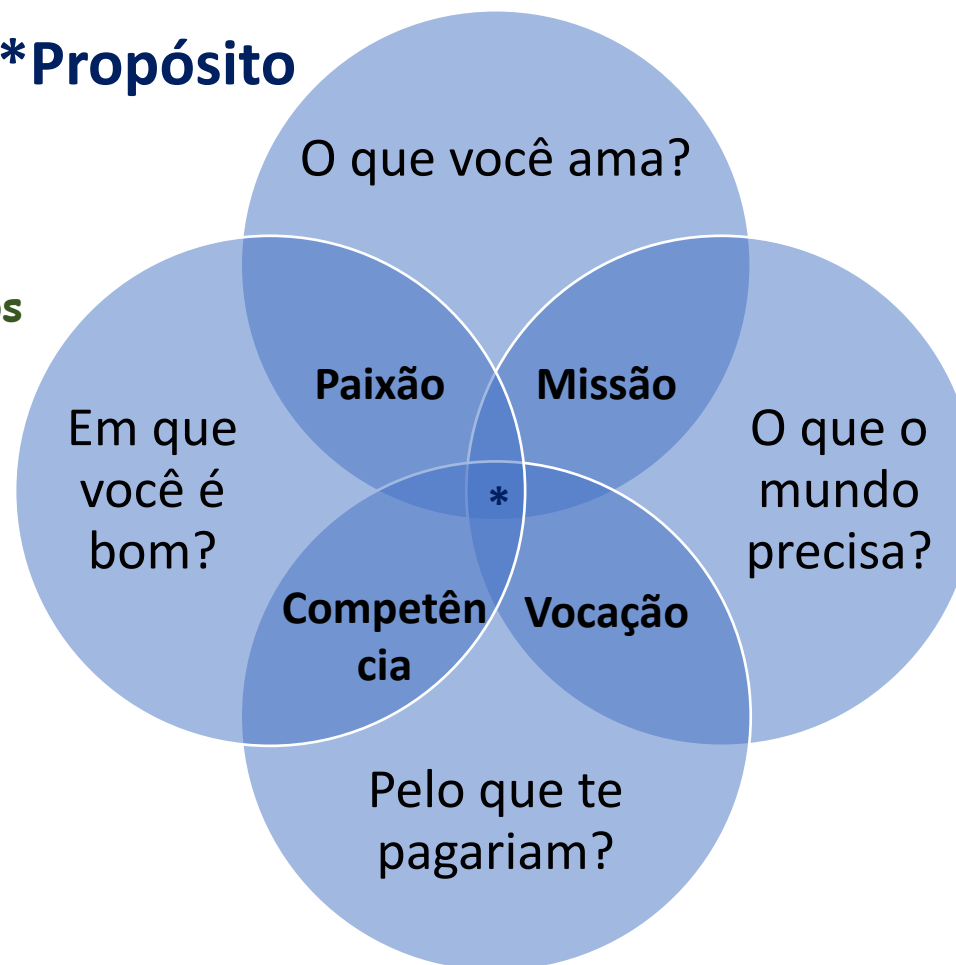 *Propósito
O que você ama?
Paixão
Missão
Em que
você é
bom?
O que o
mundo
precisa?
*
Competên
cia
Vocação
Pelo que te
pagariam?